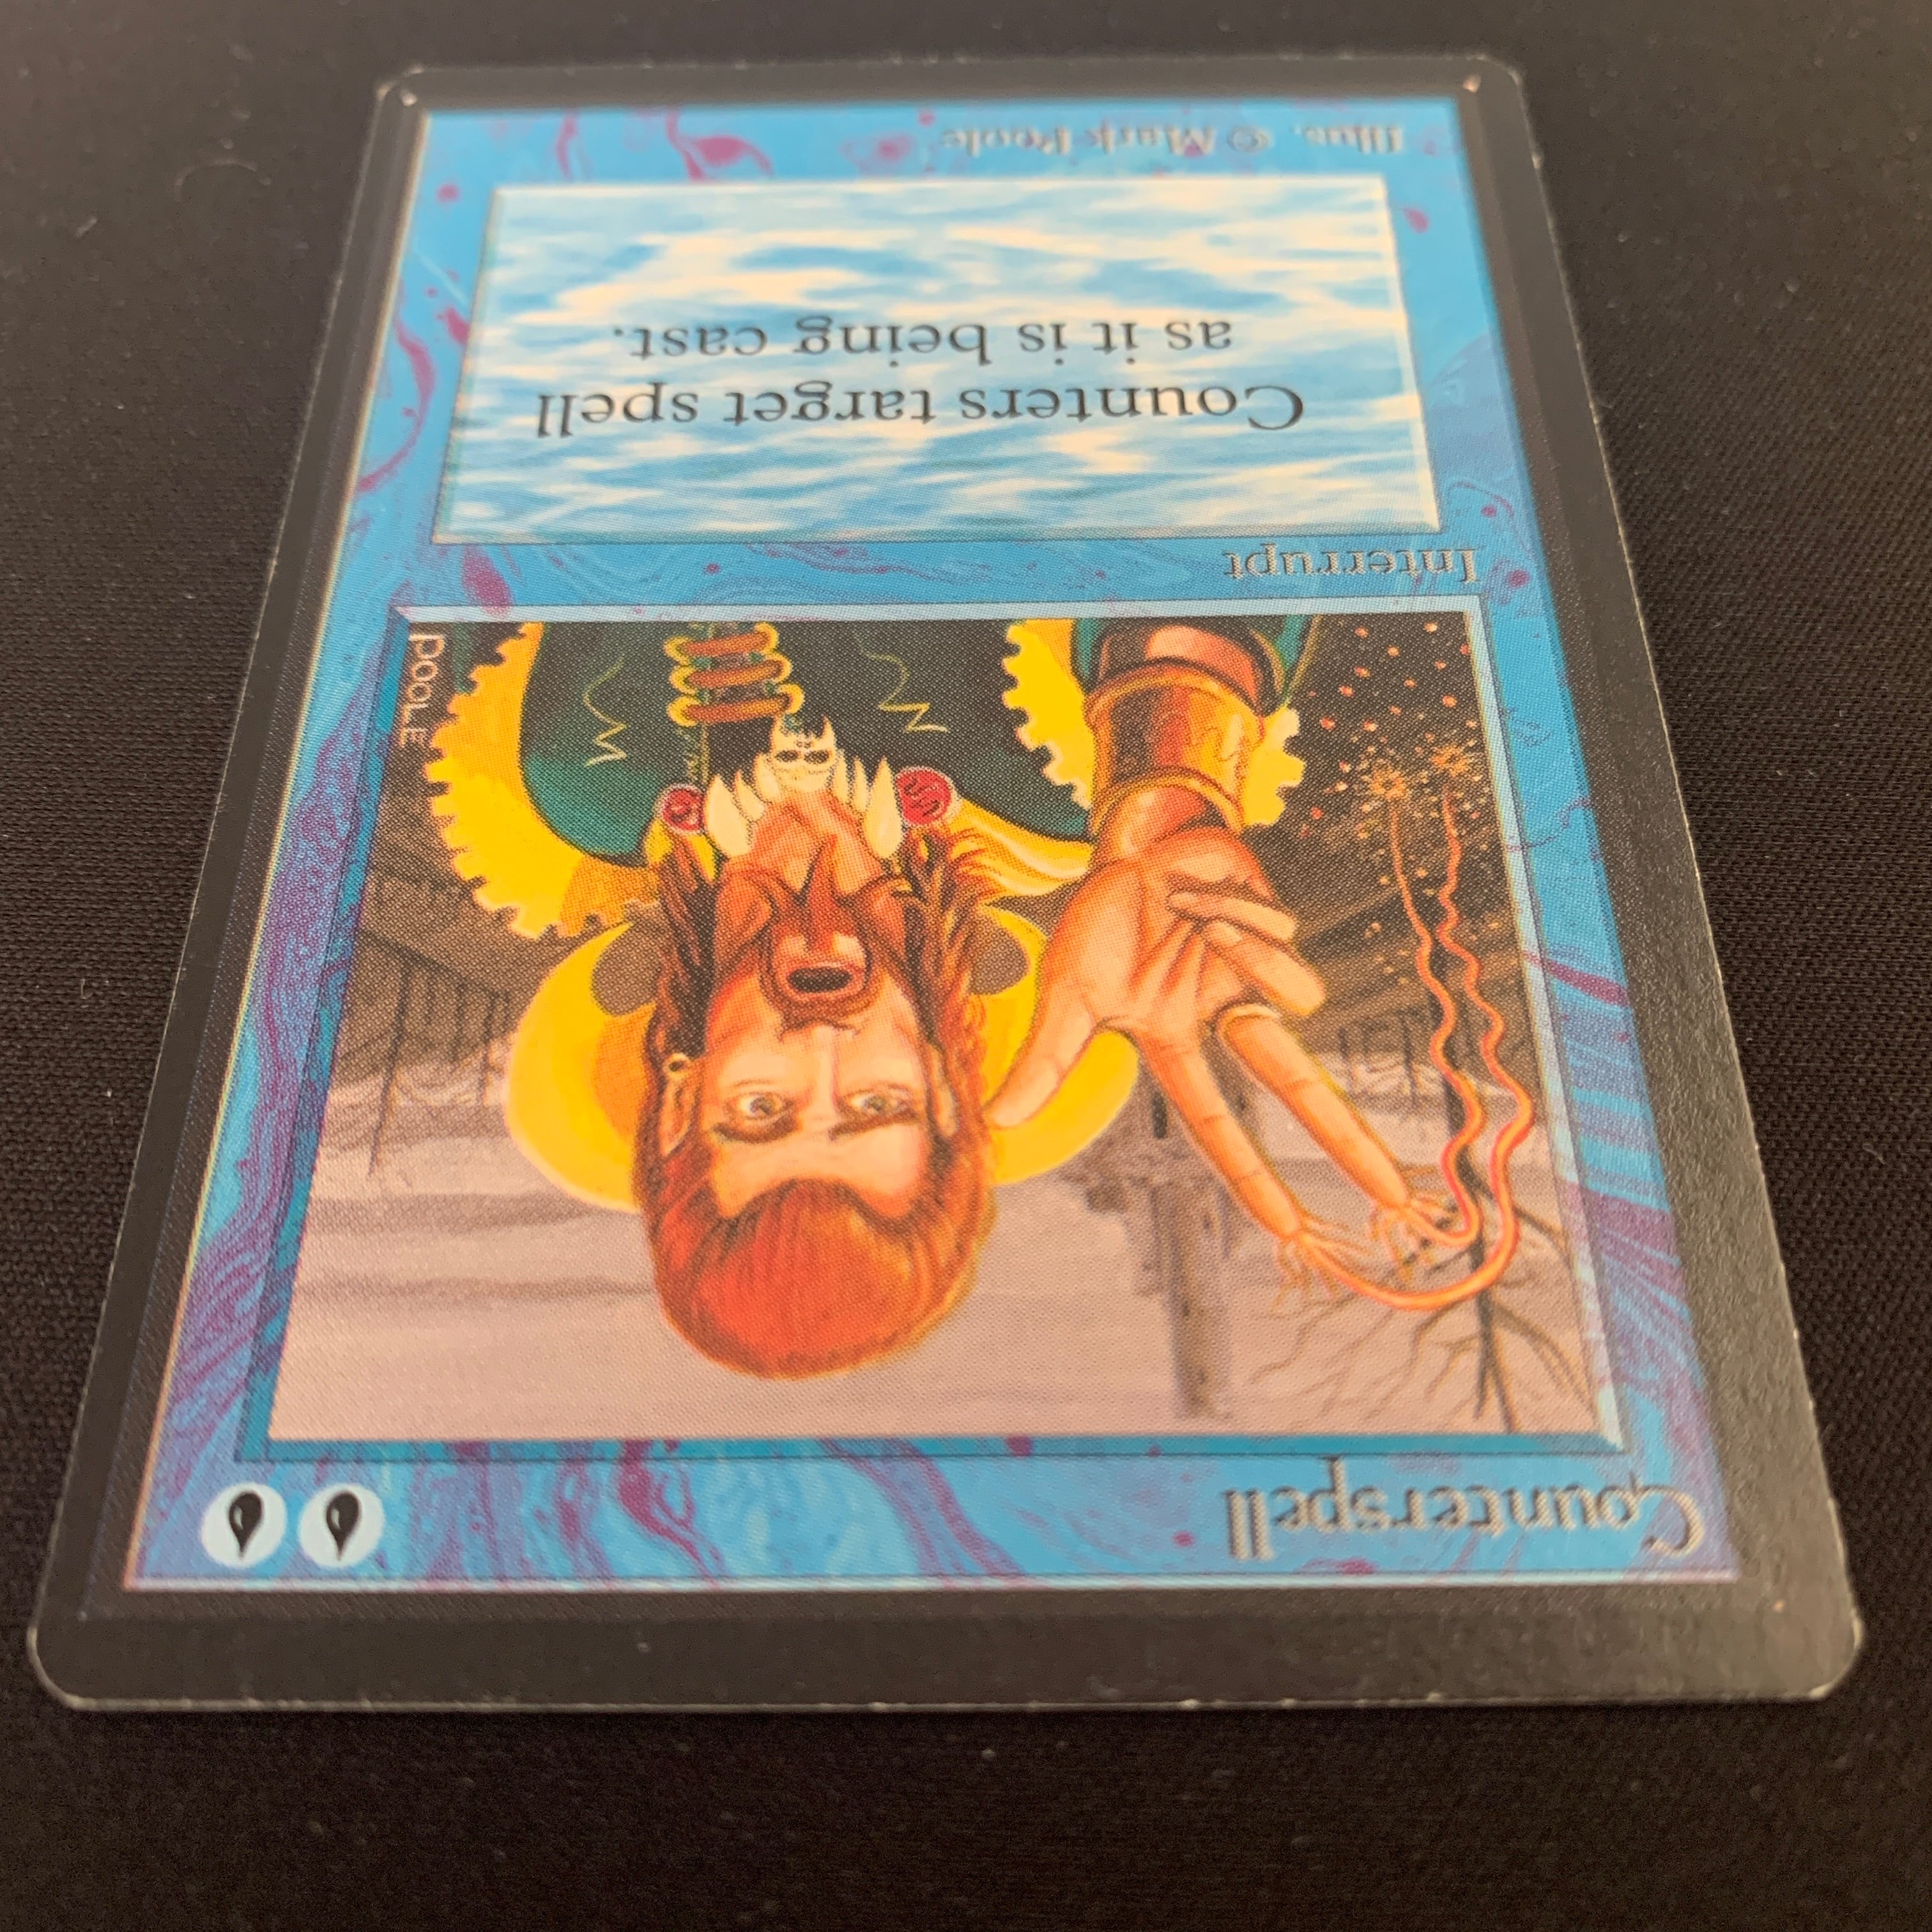 Counterspell
POOLE
Interrupt
Counters target spell
as it is being cast.
Illus. © Mark Poole